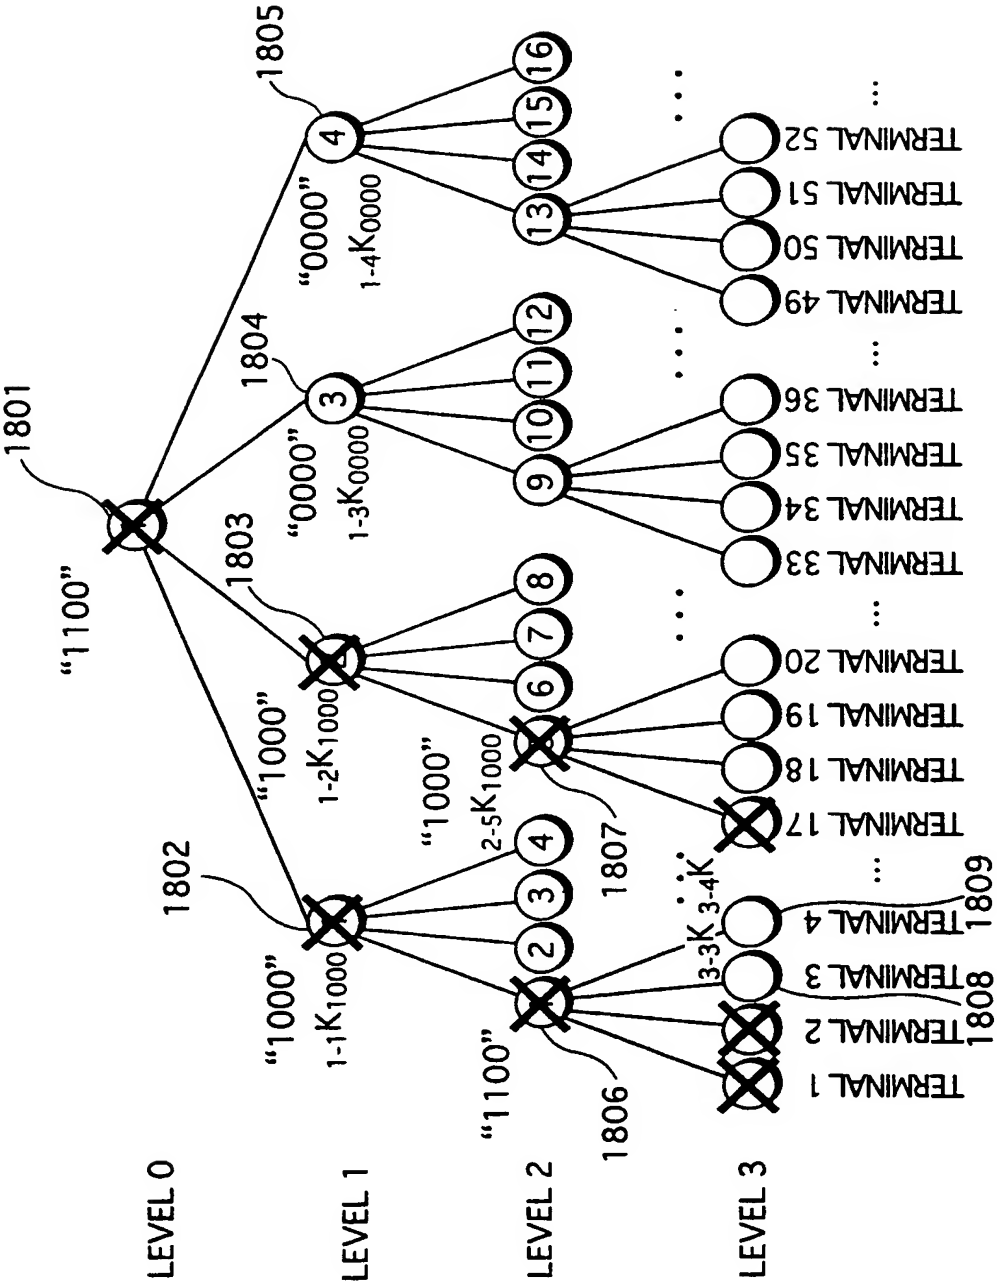 1801
"1100"
LEVEL 0
1802
1803
1804
1805
"1000"
1-1K1000
"1000"
1-2K1000
"0000"
1-3K0000
3
"0000"
1-4K0000
4
LEVEL 1
"1100"
1806
2
3
4
"1000"
2-5K1000
1807
6
7
8
9
10
11
12
13
14
15
16
LEVEL 2
3-3K
3-4K
...
...
...
...
LEVEL 3
TERMINAL 1
TERMINAL 2
TERMINAL 3
TERMINAL 4
...
TERMINAL 17
TERMINAL 18
TERMINAL 19
TERMINAL 20
...
TERMINAL 33
TERMINAL 34
TERMINAL 35
TERMINAL 36
...
TERMINAL 49
TERMINAL 50
TERMINAL 51
TERMINAL 52
...
1808
1809